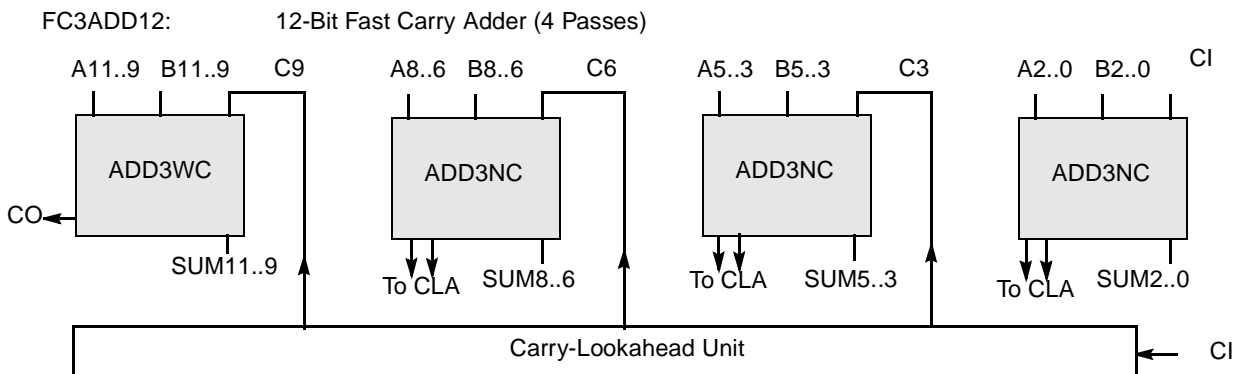 FC3ADD12: 12-Bit Fast Carry Adder (4 Passes)
A11..9 B11..9 C9 A8..6 B8..6 C6 A5..3 B5..3 C3 A2..0 B2..0 CI
ADD3WC ADD3NC ADD3NC ADD3NC
CO
SUM11..9 To CLA SUM8..6 To CLA SUM5..3 To CLA SUM2..0
Carry-Lookahead Unit CI